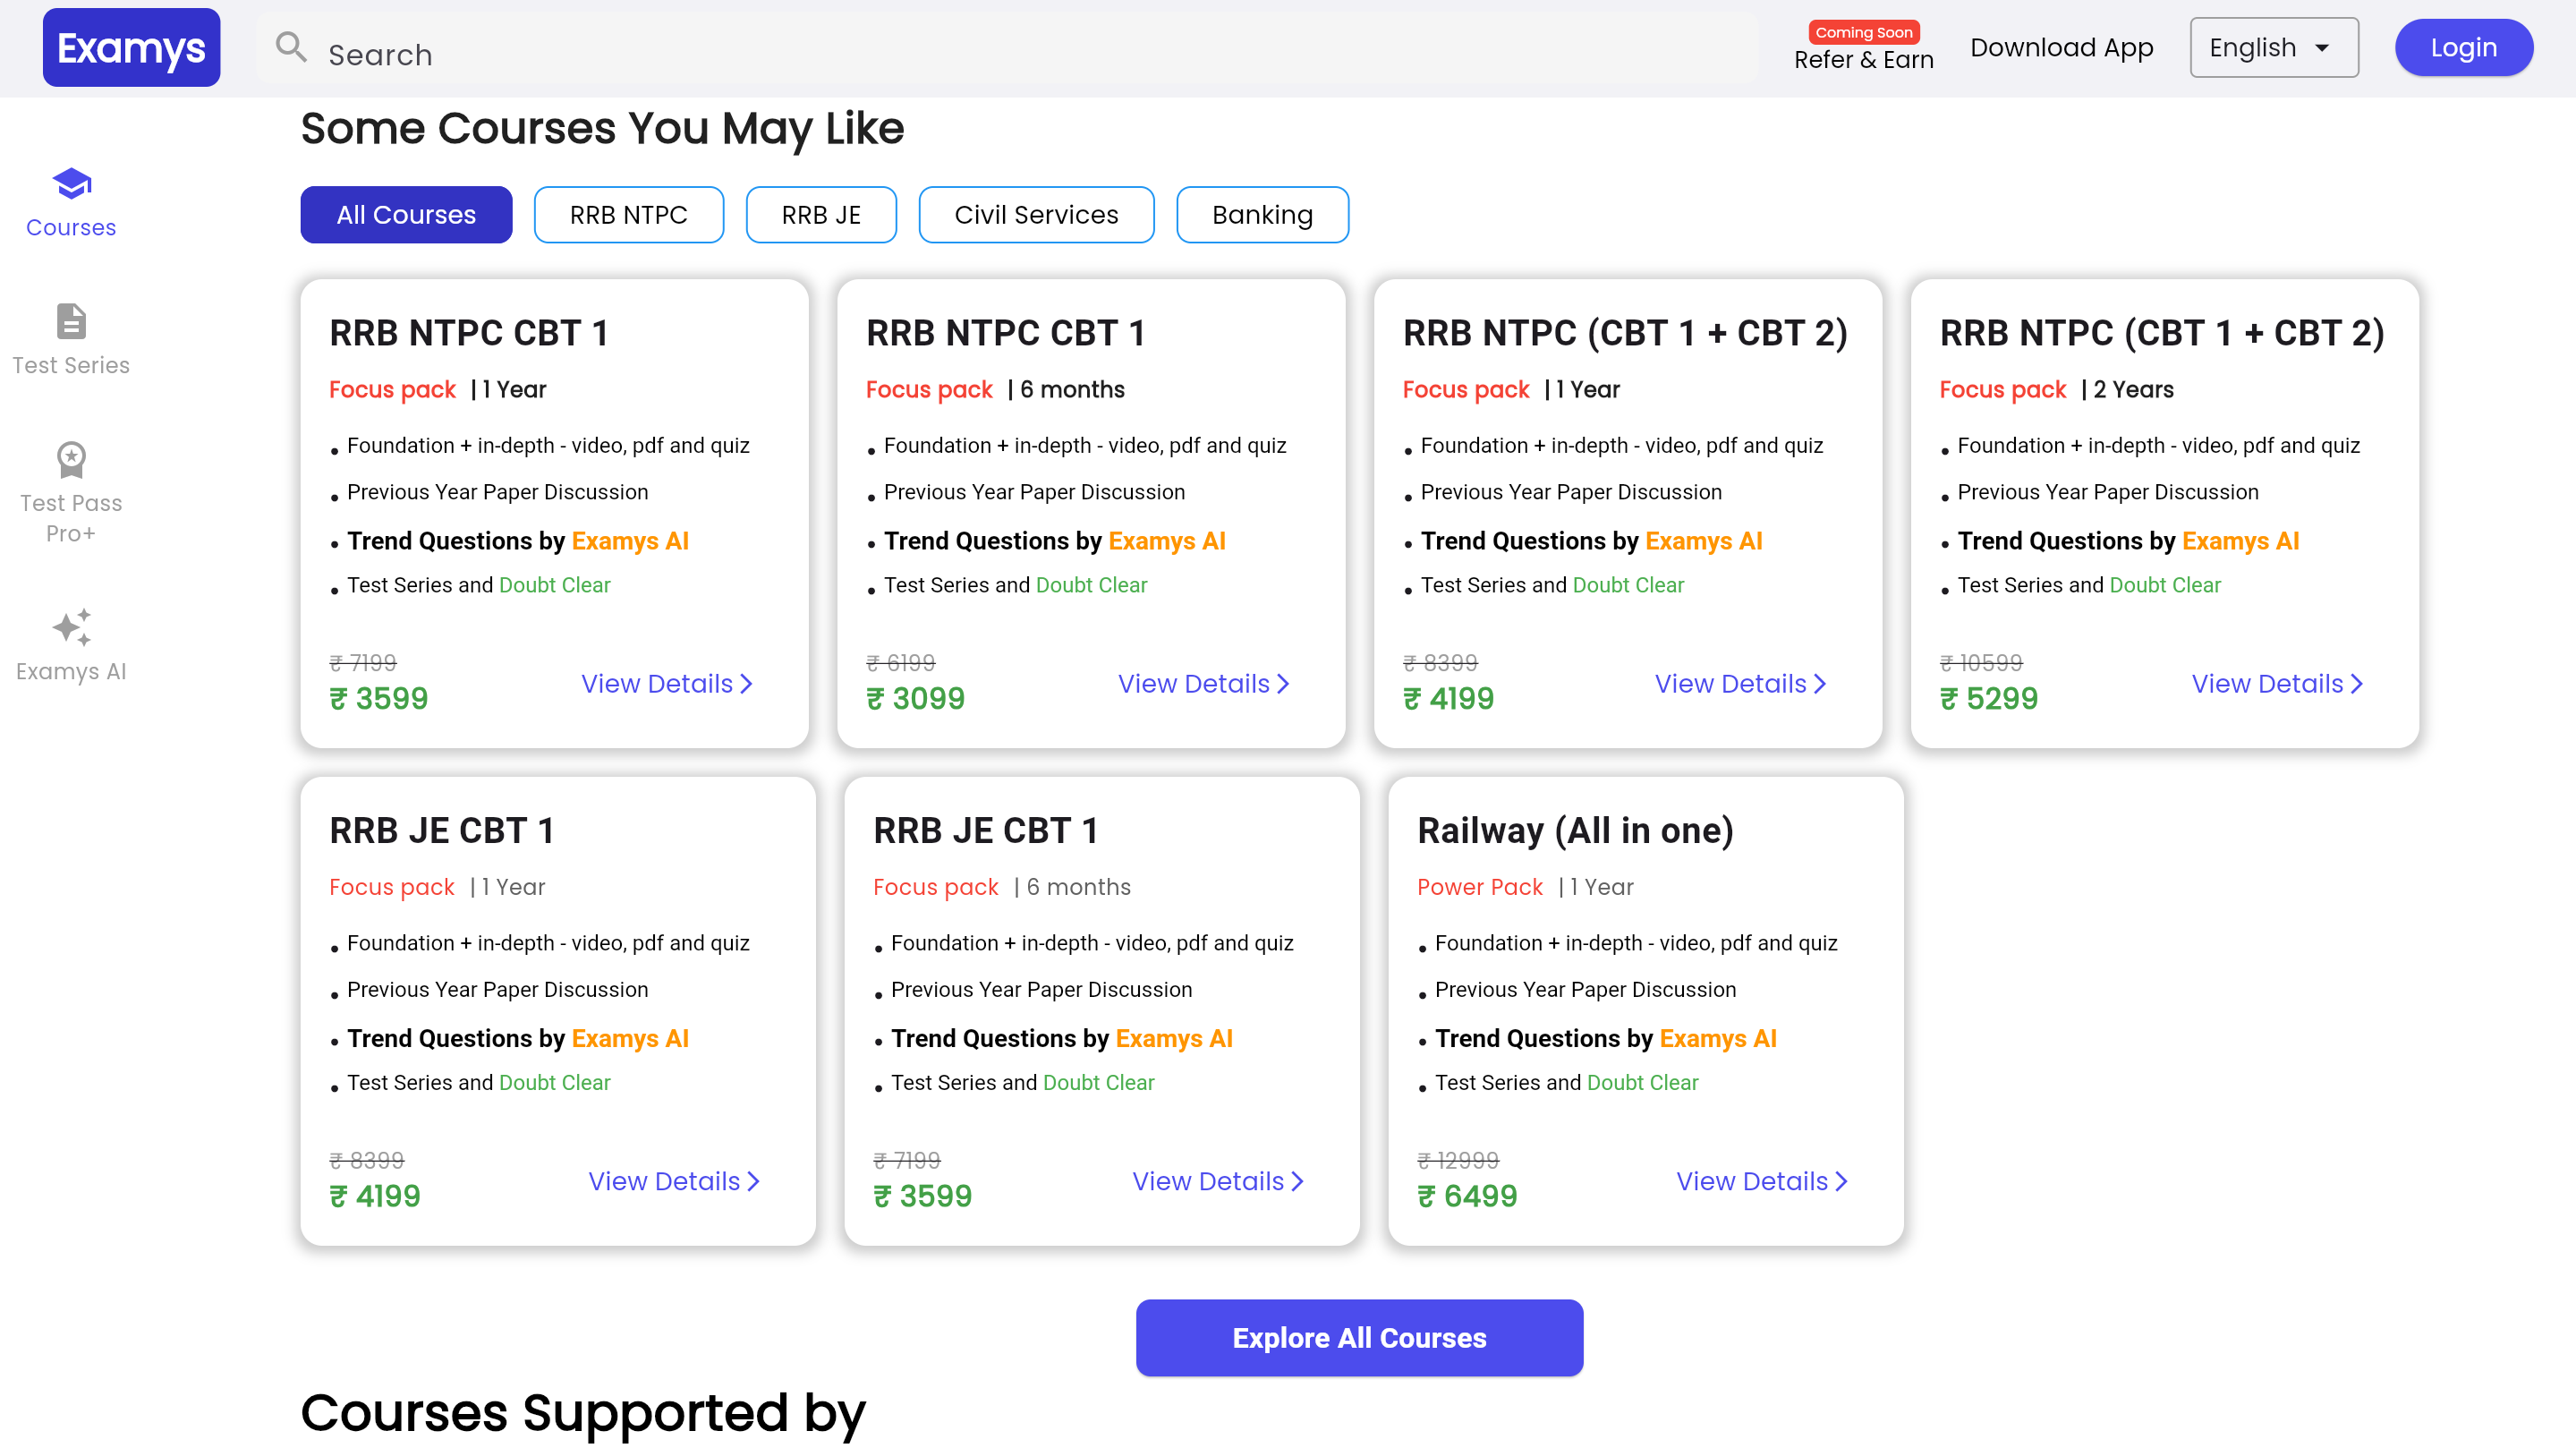 Examys
Search
Coming Soon
Refer & Earn
Download App
English
Login
Courses
Test Series
Test Pass
Pro+
Examys AI
Some Courses You May Like
All Courses
RRB NTPC
RRB JE
Civil Services
Banking
RRB NTPC CBT 1
Focus pack | 1 Year
• Foundation + in-depth - video, pdf and quiz
• Previous Year Paper Discussion
• Trend Questions by Examys AI
• Test Series and Doubt Clear
₹ 7199
₹ 3599
View Details >
RRB NTPC CBT 1
Focus pack | 6 months
• Foundation + in-depth - video, pdf and quiz
• Previous Year Paper Discussion
• Trend Questions by Examys AI
• Test Series and Doubt Clear
₹ 6199
₹ 3099
View Details >
RRB NTPC (CBT 1 + CBT 2)
Focus pack | 1 Year
• Foundation + in-depth - video, pdf and quiz
• Previous Year Paper Discussion
• Trend Questions by Examys AI
• Test Series and Doubt Clear
₹ 8399
₹ 4199
View Details >
RRB NTPC (CBT 1 + CBT 2)
Focus pack | 2 Years
• Foundation + in-depth - video, pdf and quiz
• Previous Year Paper Discussion
• Trend Questions by Examys AI
• Test Series and Doubt Clear
₹ 10599
₹ 5299
View Details >
RRB JE CBT 1
Focus pack | 1 Year
• Foundation + in-depth - video, pdf and quiz
• Previous Year Paper Discussion
• Trend Questions by Examys AI
• Test Series and Doubt Clear
₹ 8399
₹ 4199
View Details >
RRB JE CBT 1
Focus pack | 6 months
• Foundation + in-depth - video, pdf and quiz
• Previous Year Paper Discussion
• Trend Questions by Examys AI
• Test Series and Doubt Clear
₹ 7199
₹ 3599
View Details >
Railway (All in one)
Power Pack | 1 Year
• Foundation + in-depth - video, pdf and quiz
• Previous Year Paper Discussion
• Trend Questions by Examys AI
• Test Series and Doubt Clear
₹ 12999
₹ 6499
View Details >
Explore All Courses
Courses Supported by